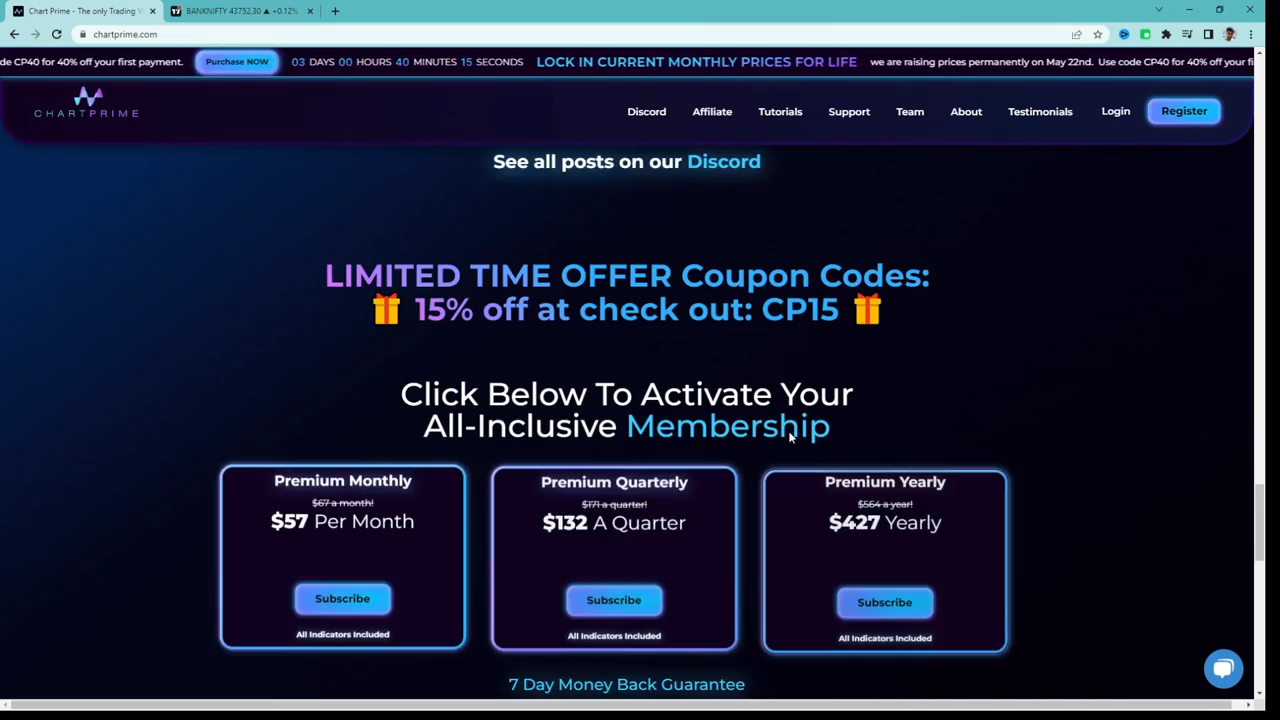 Chart Prime - The only Trading V
BANKNIFTY 43752.30 ▲ +0.12%
chartprime.com
de CP40 for 40% off your first payment.
Purchase NOW
03 DAYS 00 HOURS 40 MINUTES 15 SECONDS
LOCK IN CURRENT MONTHLY PRICES FOR LIFE
we are raising prices permanently on May 22nd. Use code CP40 for 40% off your fi
CHARTPRIME
Discord
Affiliate
Tutorials
Support
Team
About
Testimonials
Login
Register
See all posts on our Discord
LIMITED TIME OFFER Coupon Codes:
🎁 15% off at check out: CP15 🎁
Click Below To Activate Your
All-Inclusive Membership
Premium Monthly
$67 a month!
$57 Per Month
Subscribe
All Indicators Included
Premium Quarterly
$171 a quarter!
$132 A Quarter
Subscribe
All Indicators Included
Premium Yearly
$564 a year!
$427 Yearly
Subscribe
All Indicators Included
7 Day Money Back Guarantee